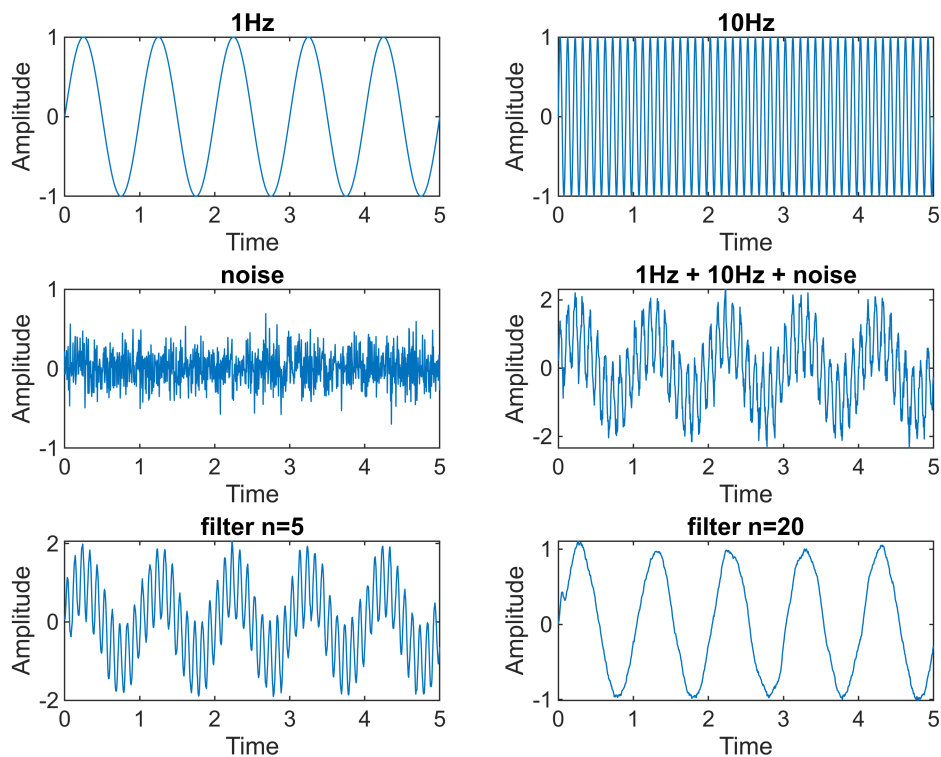 1Hz
1
0
-1
Amplitude
0 1 2 3 4 5
Time
10Hz
1
0
-1
Amplitude
0 1 2 3 4 5
Time
noise
1
0
-1
Amplitude
0 1 2 3 4 5
Time
1Hz + 10Hz + noise
2
0
-2
Amplitude
0 1 2 3 4 5
Time
filter n=5
2
0
-2
Amplitude
0 1 2 3 4 5
Time
filter n=20
1
0
-1
Amplitude
0 1 2 3 4 5
Time